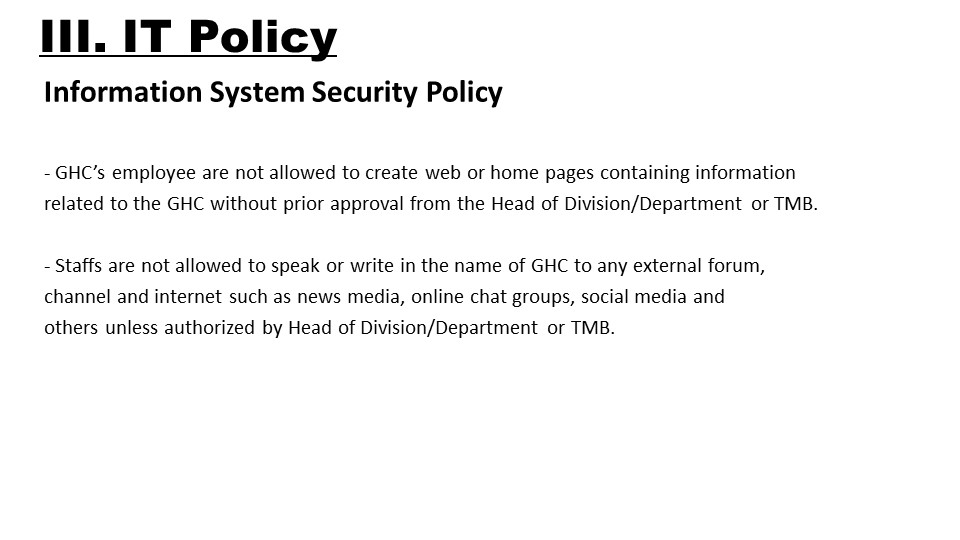 III. IT Policy
Information System Security Policy
- GHC’s employee are not allowed to create web or home pages containing information
related to the GHC without prior approval from the Head of Division/Department or TMB.
- Staffs are not allowed to speak or write in the name of GHC to any external forum,
channel and internet such as news media, online chat groups, social media and
others unless authorized by Head of Division/Department or TMB.